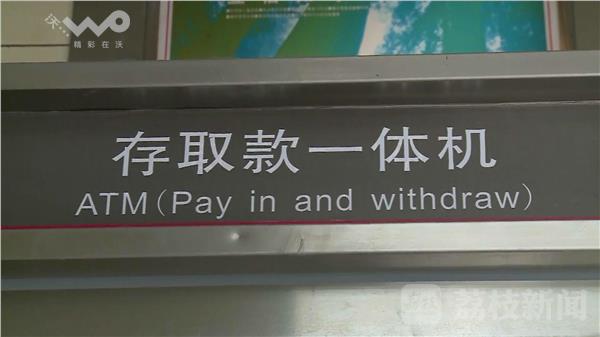 沃... WO
精彩在沃
存取款一体机
ATM(Pay in and withdraw)
荔枝新闻